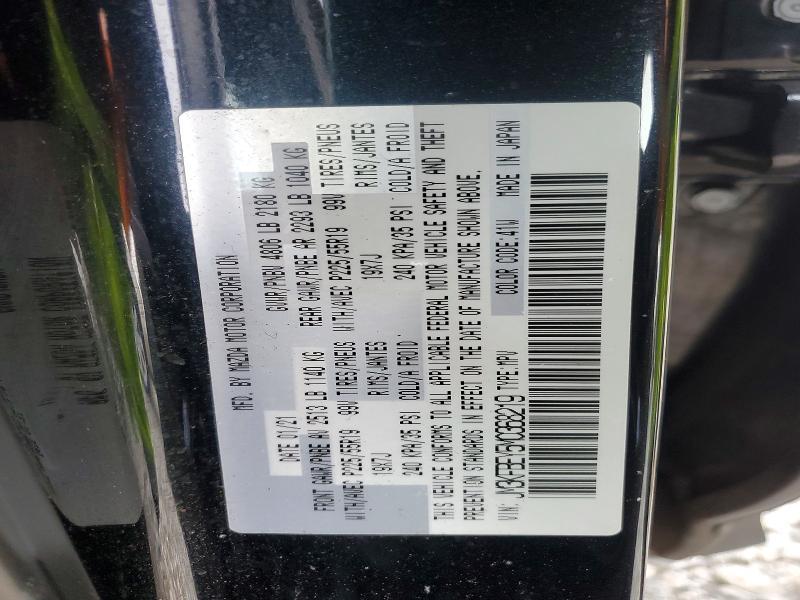 MFD. BY MAZDA MOTOR CORPORATION
DATE 01/21 GVWR/PNBV 4806 LB 2180 KG
FRONT GAWR/PNBE AV 2513 LB 1140 KG REAR GAWR/PNBE AR 2293 LB 1040 KG
WITH/AVEC P225/55R19 99V TIRES/PNEUS WITH/AVEC P225/55R19 99V TIRES/PNEUS
19X7J RIMS/JANTES 19X7J RIMS/JANTES
240 KPA/35 PSI COLD/A FROID 240 KPA/35 PSI COLD/A FROID
THIS VEHICLE CONFORMS TO ALL APPLICABLE FEDERAL MOTOR VEHICLE SAFETY AND THEFT
PREVENTION STANDARDS IN EFFECT ON THE DATE OF MANUFACTURE SHOWN ABOVE.
COLOR CODE:41W MADE IN JAPAN
VIN: TYPE:MPV